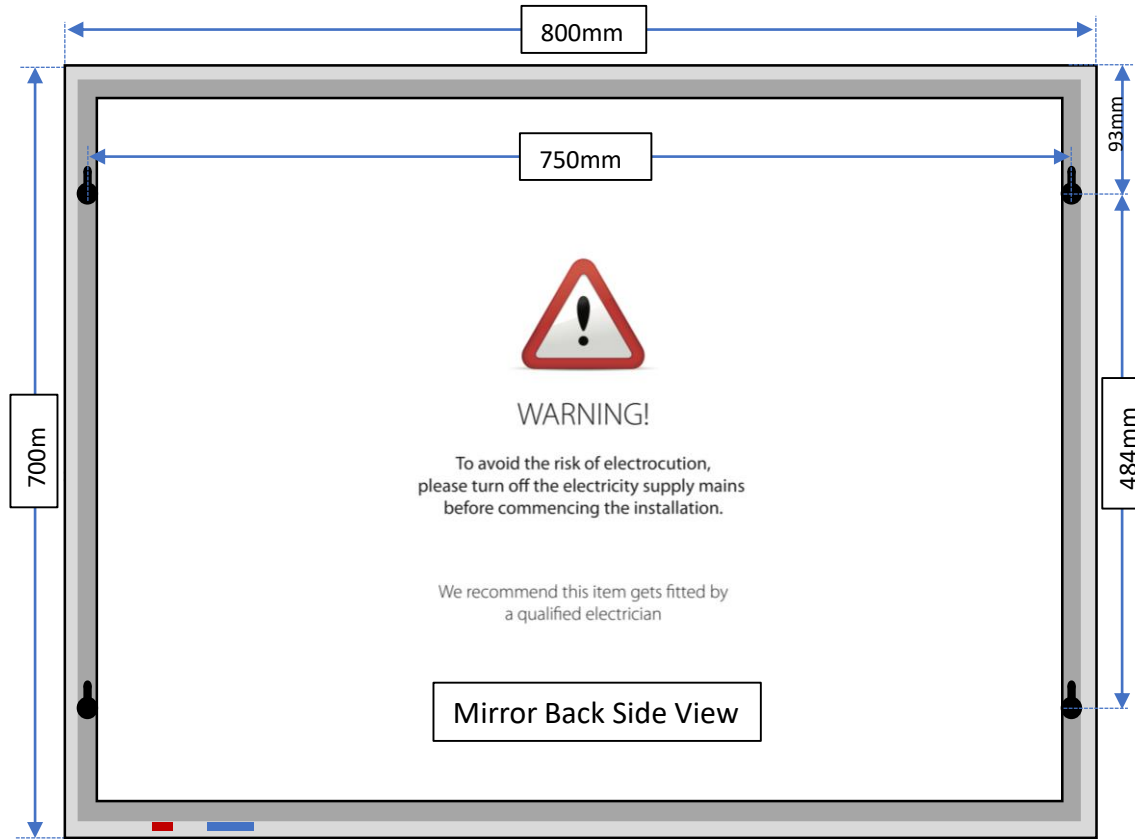 800mm
93mm
750mm
700m
484mm
!
WARNING!
To avoid the risk of electrocution,
please turn off the electricity supply mains
before commencing the installation.
We recommend this item gets fitted by
a qualified electrician
Mirror Back Side View